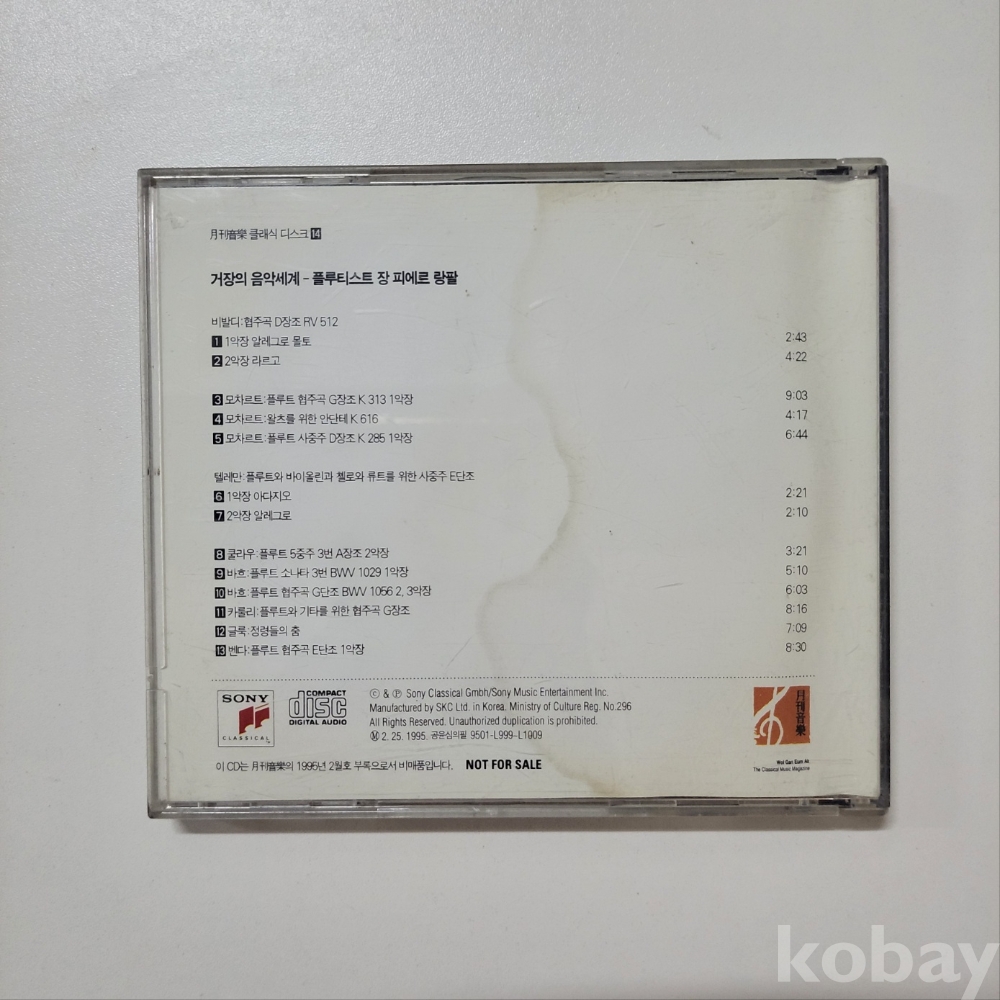 月刊音樂 클래식 디스크 14
거장의 음악세계 – 플루티스트 장 피에르 랑팔
비발디:협주곡 D장조 RV 512
1 1악장 알레그로 몰토 2:43
2 2악장 라르고 4:22
3 모차르트:플루트 협주곡 G장조 K 313 1악장 9:03
4 모차르트:왈츠를 위한 안단테 K 616 4:17
5 모차르트:플루트 사중주 D장조 K 285 1악장 6:44
텔레만:플루트와 바이올린과 첼로와 류트를 위한 사중주 E단조
6 1악장 아다지오 2:21
7 2악장 알레그로 2:10
8 쿨라우:플루트 5중주 3번 A장조 2악장 3:21
9 바흐:플루트 소나타 3번 BWV 1029 1악장 5:10
10 바흐:플루트 협주곡 G단조 BWV 1056 2, 3악장 6:03
11 카룰리:플루트와 기타를 위한 협주곡 G장조 8:16
12 글룩:정령들의 춤 7:09
13 벤다:플루트 협주곡 E단조 1악장 8:30
SONY
CLASSICAL
COMPACT
disc
DIGITAL AUDIO
© & ℗ Sony Classical Gmbh/Sony Music Entertainment Inc.
Manufactured by SKC Ltd. in Korea. Ministry of Culture Reg. No.296
All Rights Reserved. Unauthorized duplication is prohibited.
Ⓜ 2. 25. 1995. 공윤심의필 9501-L999-L1009
月刊音樂
Wol Gan Eum Ak
The Classical Music Magazine
이 CD는 月刊音樂의 1995년 2월호 부록으로서 비매품입니다. NOT FOR SALE
kobay